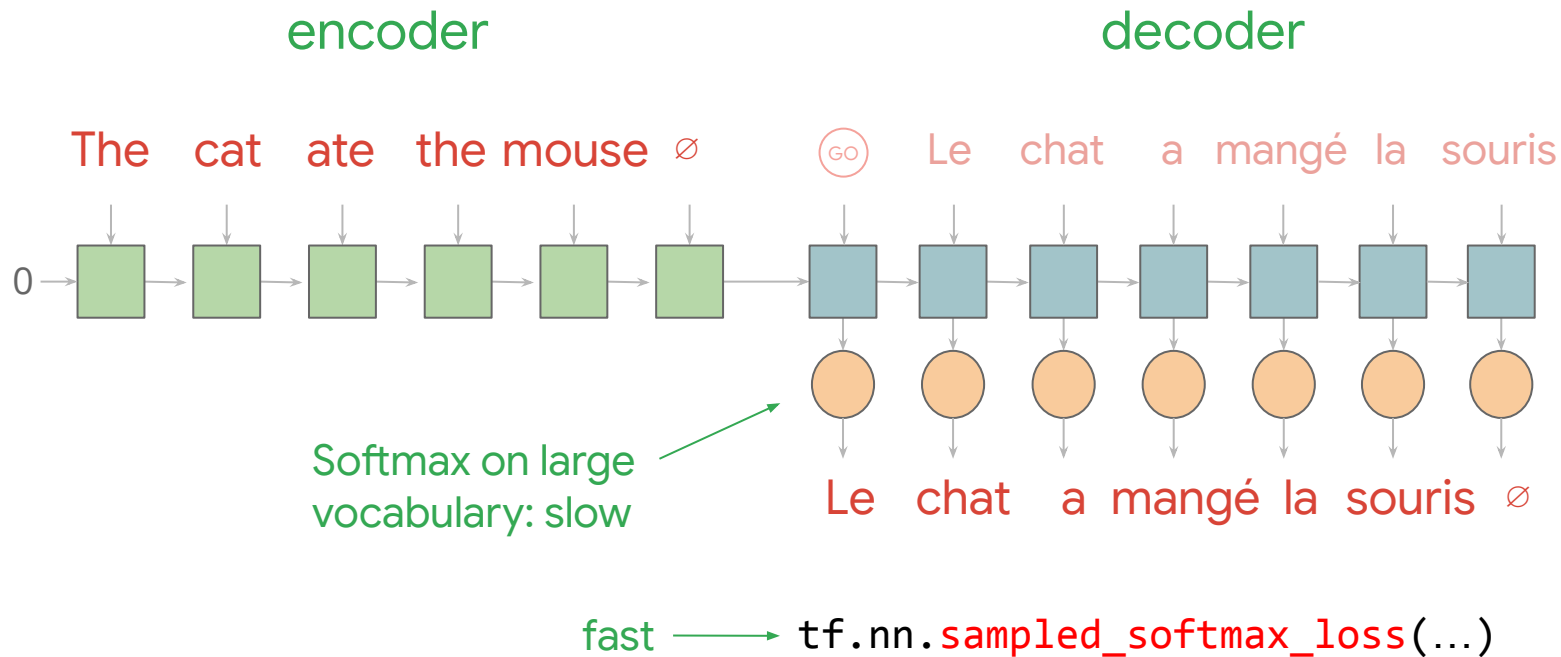 encoder decoder
The cat ate the mouse ∅ GO Le chat a mangé la souris
0
Softmax on large
vocabulary: slow
Le chat a mangé la souris ∅
fast tf.nn.sampled_softmax_loss(...)